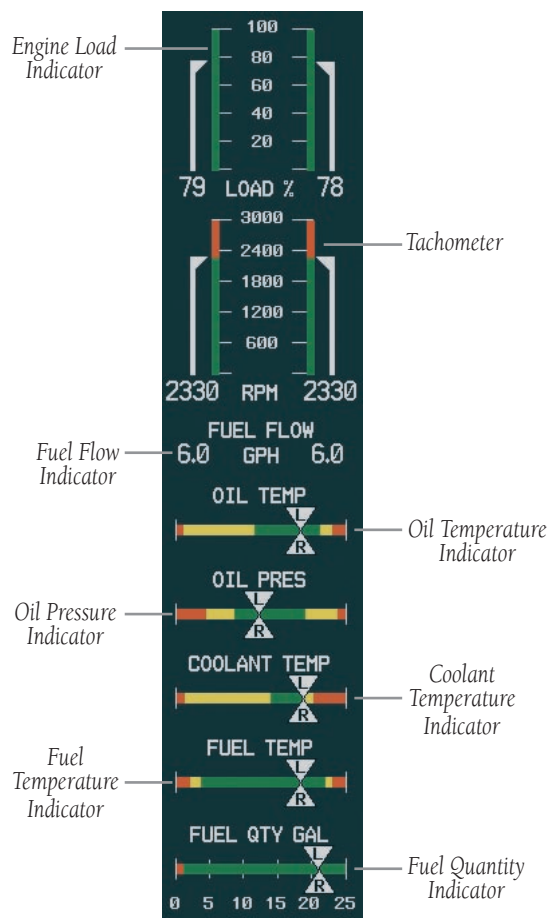 Engine Load
Indicator
100
80
60
40
20
79 LOAD % 78
3000
2400
1800
1200
600
Tachometer
2330 RPM 2330
FUEL FLOW
6.0 GPH 6.0
Fuel Flow
Indicator
OIL TEMP
L
R
Oil Temperature
Indicator
OIL PRES
L
R
Oil Pressure
Indicator
COOLANT TEMP
L
R
Coolant
Temperature
Indicator
FUEL TEMP
L
R
Fuel
Temperature
Indicator
FUEL QTY GAL
L
R
0 5 10 15 20 25
Fuel Quantity
Indicator